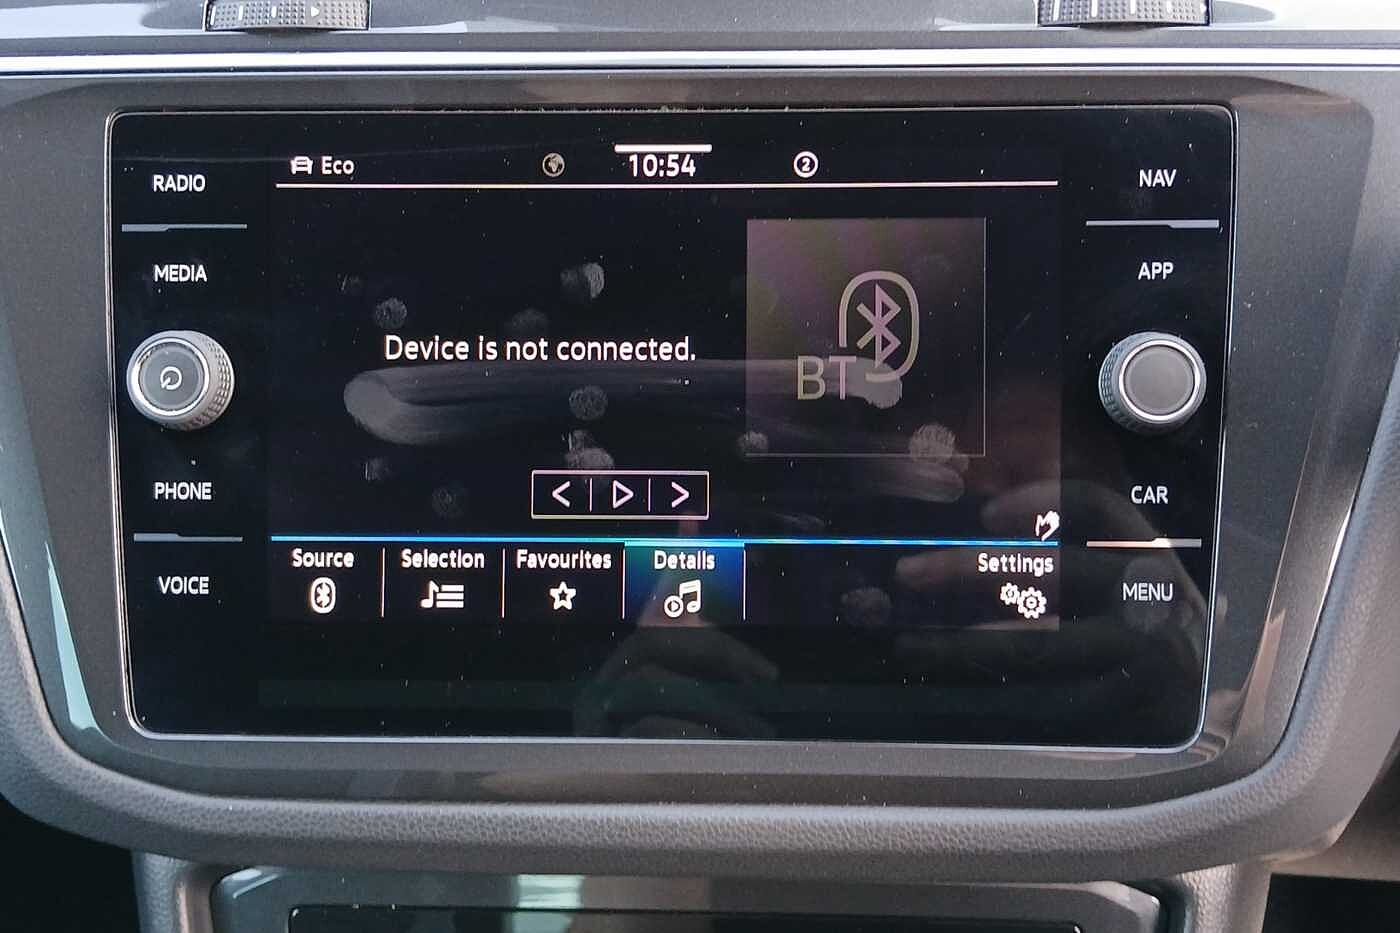 Eco
10:54
2
RADIO
NAV
MEDIA
APP
Device is not connected.
BT
PHONE
CAR
Source
Selection
Favourites
Details
Settings
VOICE
MENU